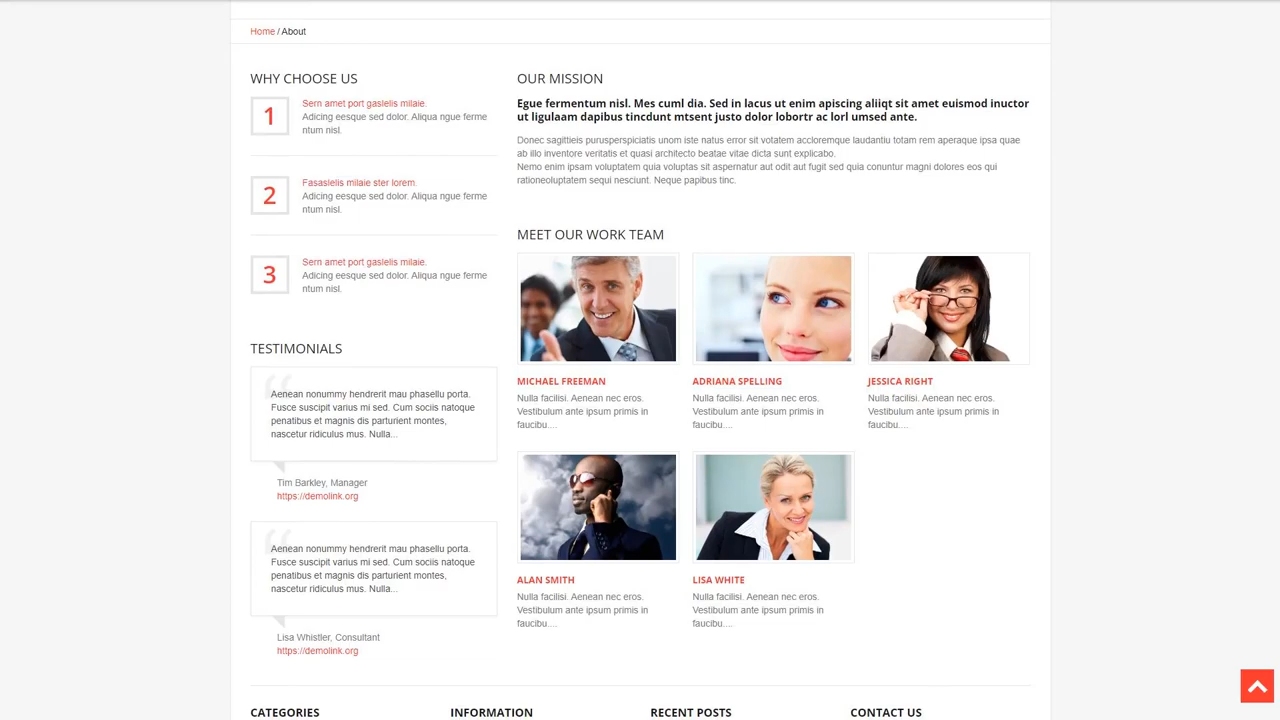 Home / About
WHY CHOOSE US
1
Sern amet port gaslelis milaie.
Adicing eesque sed dolor. Aliqua ngue ferme
ntum nisl.
2
Fasaslelis milaie ster lorem.
Adicing eesque sed dolor. Aliqua ngue ferme
ntum nisl.
3
Sern amet port gaslelis milaie.
Adicing eesque sed dolor. Aliqua ngue ferme
ntum nisl.
TESTIMONIALS
Aenean nonummy hendrerit mau phasellu porta.
Fusce suscipit varius mi sed. Cum sociis natoque
penatibus et magnis dis parturient montes,
nascetur ridiculus mus. Nulla...
Tim Barkley, Manager
https://demolink.org
Aenean nonummy hendrerit mau phasellu porta.
Fusce suscipit varius mi sed. Cum sociis natoque
penatibus et magnis dis parturient montes,
nascetur ridiculus mus. Nulla...
Lisa Whistler, Consultant
https://demolink.org
OUR MISSION
Egue fermentum nisl. Mes cuml dia. Sed in lacus ut enim apiscing aliiqt sit amet euismod inuctor
ut ligulaam dapibus tincdunt mtsent justo dolor lobortr ac lorl umsed ante.
Donec sagittieis purusperspiciatis unom iste natus error sit votatem accloremque laudantiu totam rem aperaque ipsa quae
ab illo inventore veritatis et quasi architecto beatae vitae dicta sunt explicabo.
Nemo enim ipsam voluptatem quia voluptas sit aspernatur aut odit aut fugit sed quia conuntur magni dolores eos qui
rationeoluptatem sequi nesciunt. Neque papibus tinc.
MEET OUR WORK TEAM
MICHAEL FREEMAN
Nulla facilisi. Aenean nec eros.
Vestibulum ante ipsum primis in
faucibu....
ADRIANA SPELLING
Nulla facilisi. Aenean nec eros.
Vestibulum ante ipsum primis in
faucibu....
JESSICA RIGHT
Nulla facilisi. Aenean nec eros.
Vestibulum ante ipsum primis in
faucibu....
ALAN SMITH
Nulla facilisi. Aenean nec eros.
Vestibulum ante ipsum primis in
faucibu....
LISA WHITE
Nulla facilisi. Aenean nec eros.
Vestibulum ante ipsum primis in
faucibu....
CATEGORIES
INFORMATION
RECENT POSTS
CONTACT US